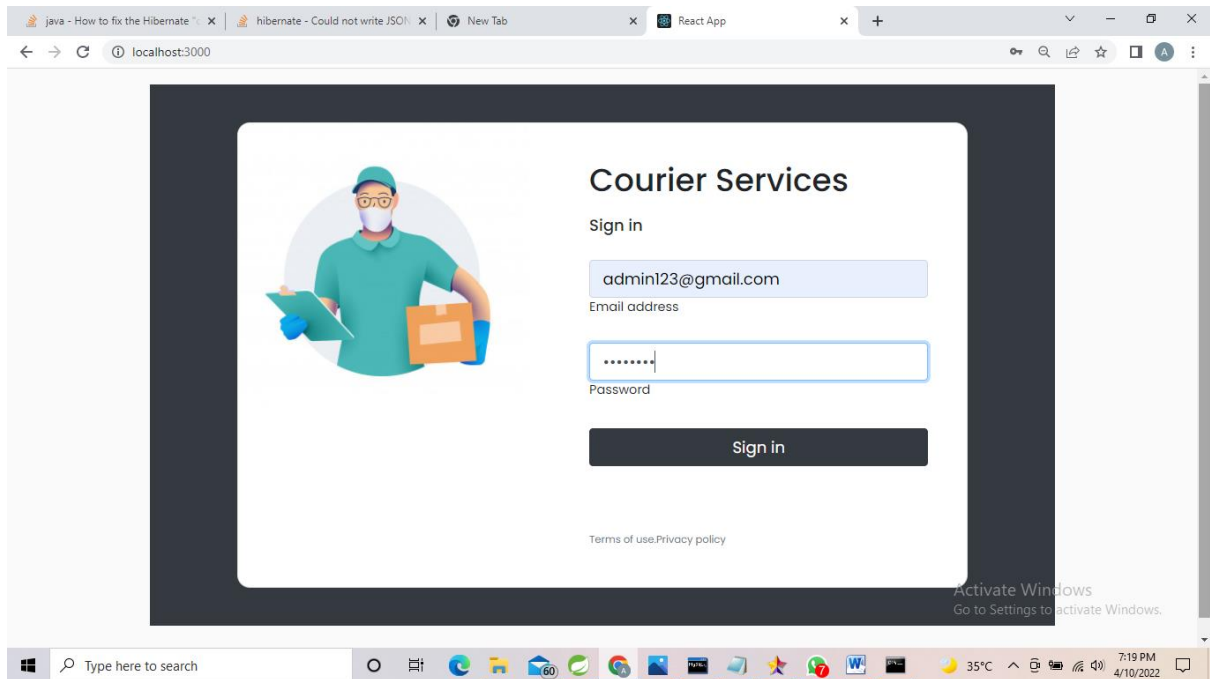 java - How to fix the Hibernate "c
hibernate - Could not write JSON
New Tab
React App
localhost:3000
A
Courier Services
Sign in
admin123@gmail.com
Email address
••••••••
Password
Sign in
Terms of use.Privacy policy
Activate Windows
Go to Settings to activate Windows.
Type here to search
60
7
W
35°C
7:19 PM
4/10/2022